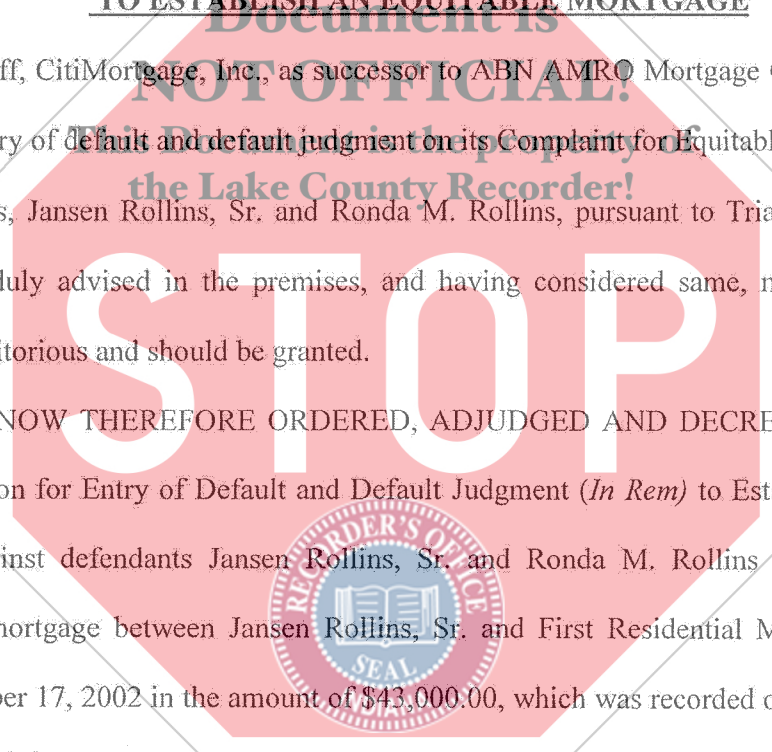 TO ESTABLISH AN EQUITABLE MORTGAGE
Document is
ff, CitiMortgage, Inc., as successor to ABN AMRO Mortgage
NOT OFFICIAL!
ry of default and default judgment on its Complaint for Equitabl
This Document is the property of
the Lake County Recorder!
s, Jansen Rollins, Sr. and Ronda M. Rollins, pursuant to Tria
duly advised in the premises, and having considered same,
itorious and should be granted.
STOP
NOW THEREFORE ORDERED, ADJUDGED AND DECRE
on for Entry of Default and Default Judgment (In Rem) to Est
inst defendants Jansen Rollins, Sr. and Ronda M. Rollins
nortgage between Jansen Rollins, Sr. and First Residential M
er 17, 2002 in the amount of $43,000.00, which was recorded o
RECORDER'S OFFICE
SEAL
INDIANA